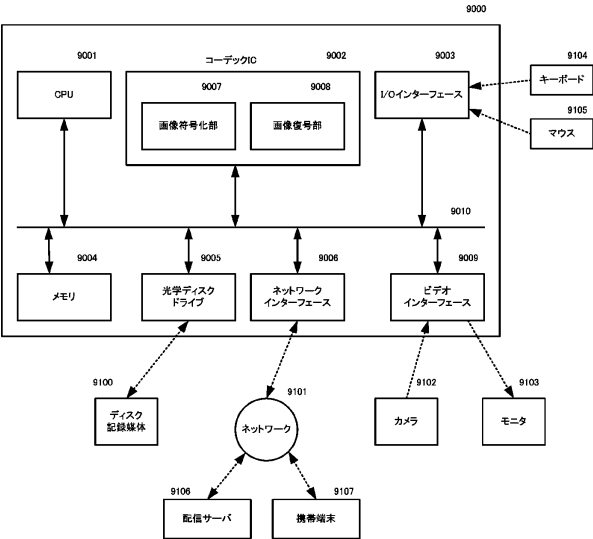 9000
9001
CPU
コーデックIC
9002
9007
画像符号化部
9008
画像復号部
9003
I/Oインターフェース
9104
キーボード
9105
マウス
9010
9004
メモリ
9005
光学ディスク
ドライブ
9006
ネットワーク
インターフェース
9009
ビデオ
インターフェース
9100
ディスク
記録媒体
9101
ネットワーク
9102
カメラ
9103
モニタ
9106
配信サーバ
9107
携帯端末